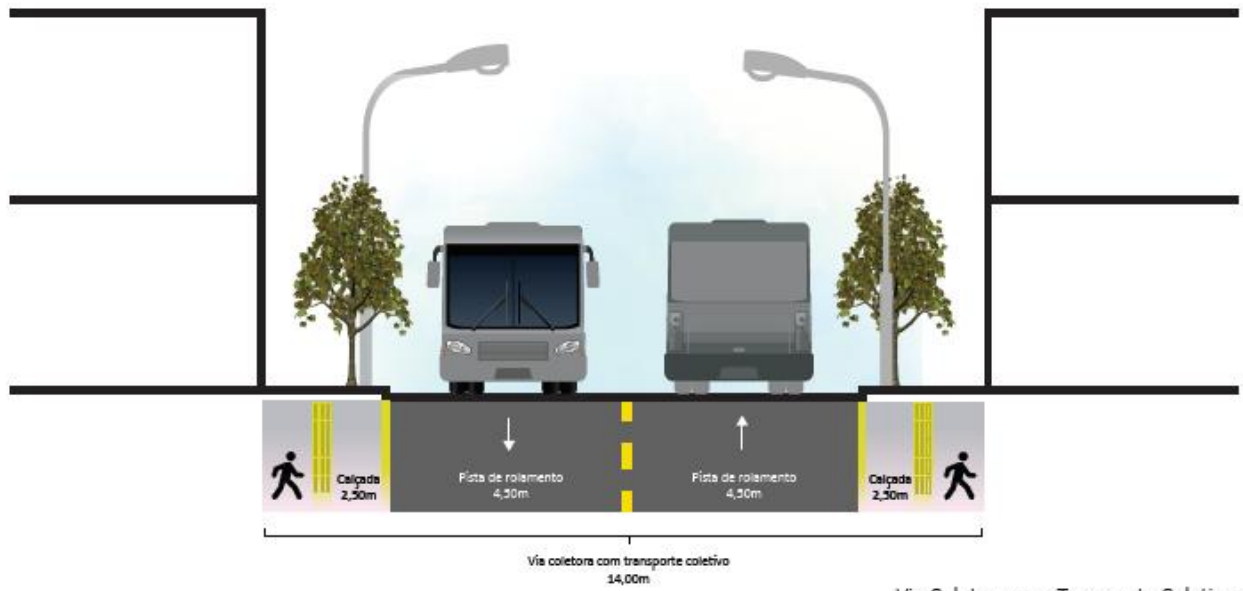 Calçada
2,50m
Pista de rolamento
4,50m
Pista de rolamento
4,50m
Calçada
2,50m
Via coletora com transporte coletivo
14,00m